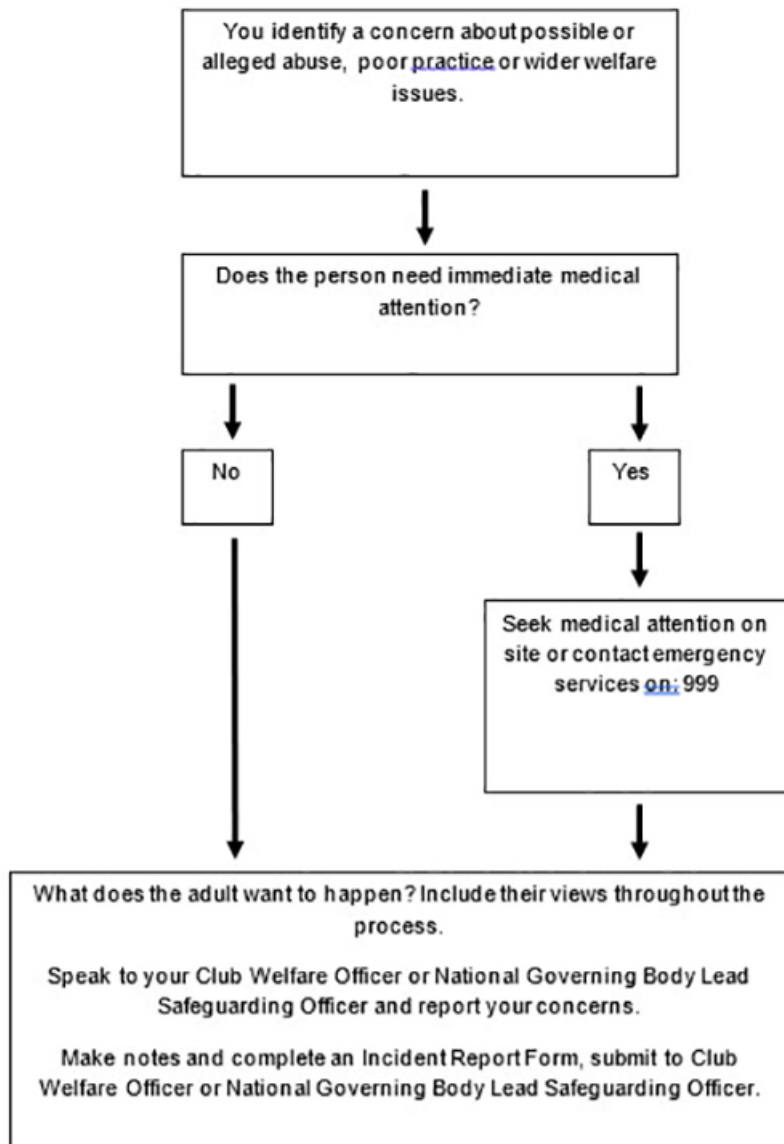 You identify a concern about possible or
alleged abuse, poor practice or wider welfare
issues.
Does the person need immediate medical
attention?
No
Yes
Seek medical attention on
site or contact emergency
services on: 999
What does the adult want to happen? Include their views throughout the
process.
Speak to your Club Welfare Officer or National Governing Body Lead
Safeguarding Officer and report your concerns.
Make notes and complete an Incident Report Form, submit to Club
Welfare Officer or National Governing Body Lead Safeguarding Officer.